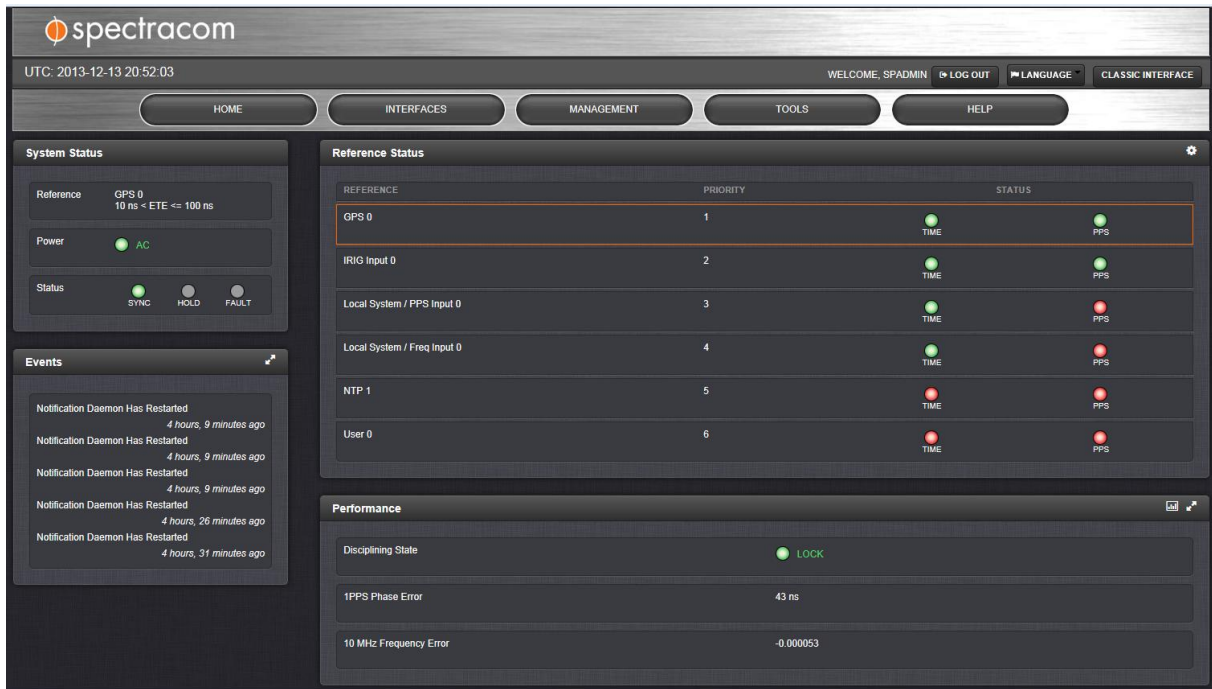 spectracom
UTC: 2013-12-13 20:52:03
WELCOME, SPADMIN
LOG OUT
LANGUAGE
CLASSIC INTERFACE
HOME
INTERFACES
MANAGEMENT
TOOLS
HELP
System Status
Reference GPS 0
10 ns < ETE <= 100 ns
Power AC
Status
SYNC HOLD FAULT
Events
Notification Daemon Has Restarted
4 hours, 9 minutes ago
Notification Daemon Has Restarted
4 hours, 9 minutes ago
Notification Daemon Has Restarted
4 hours, 9 minutes ago
Notification Daemon Has Restarted
4 hours, 26 minutes ago
Notification Daemon Has Restarted
4 hours, 31 minutes ago
Reference Status
REFERENCE PRIORITY STATUS
GPS 0 1
TIME PPS
IRIG Input 0 2
TIME PPS
Local System / PPS Input 0 3
TIME PPS
Local System / Freq Input 0 4
TIME PPS
NTP 1 5
TIME PPS
User 0 6
TIME PPS
Performance
Disciplining State LOCK
1PPS Phase Error 43 ns
10 MHz Frequency Error -0.000053